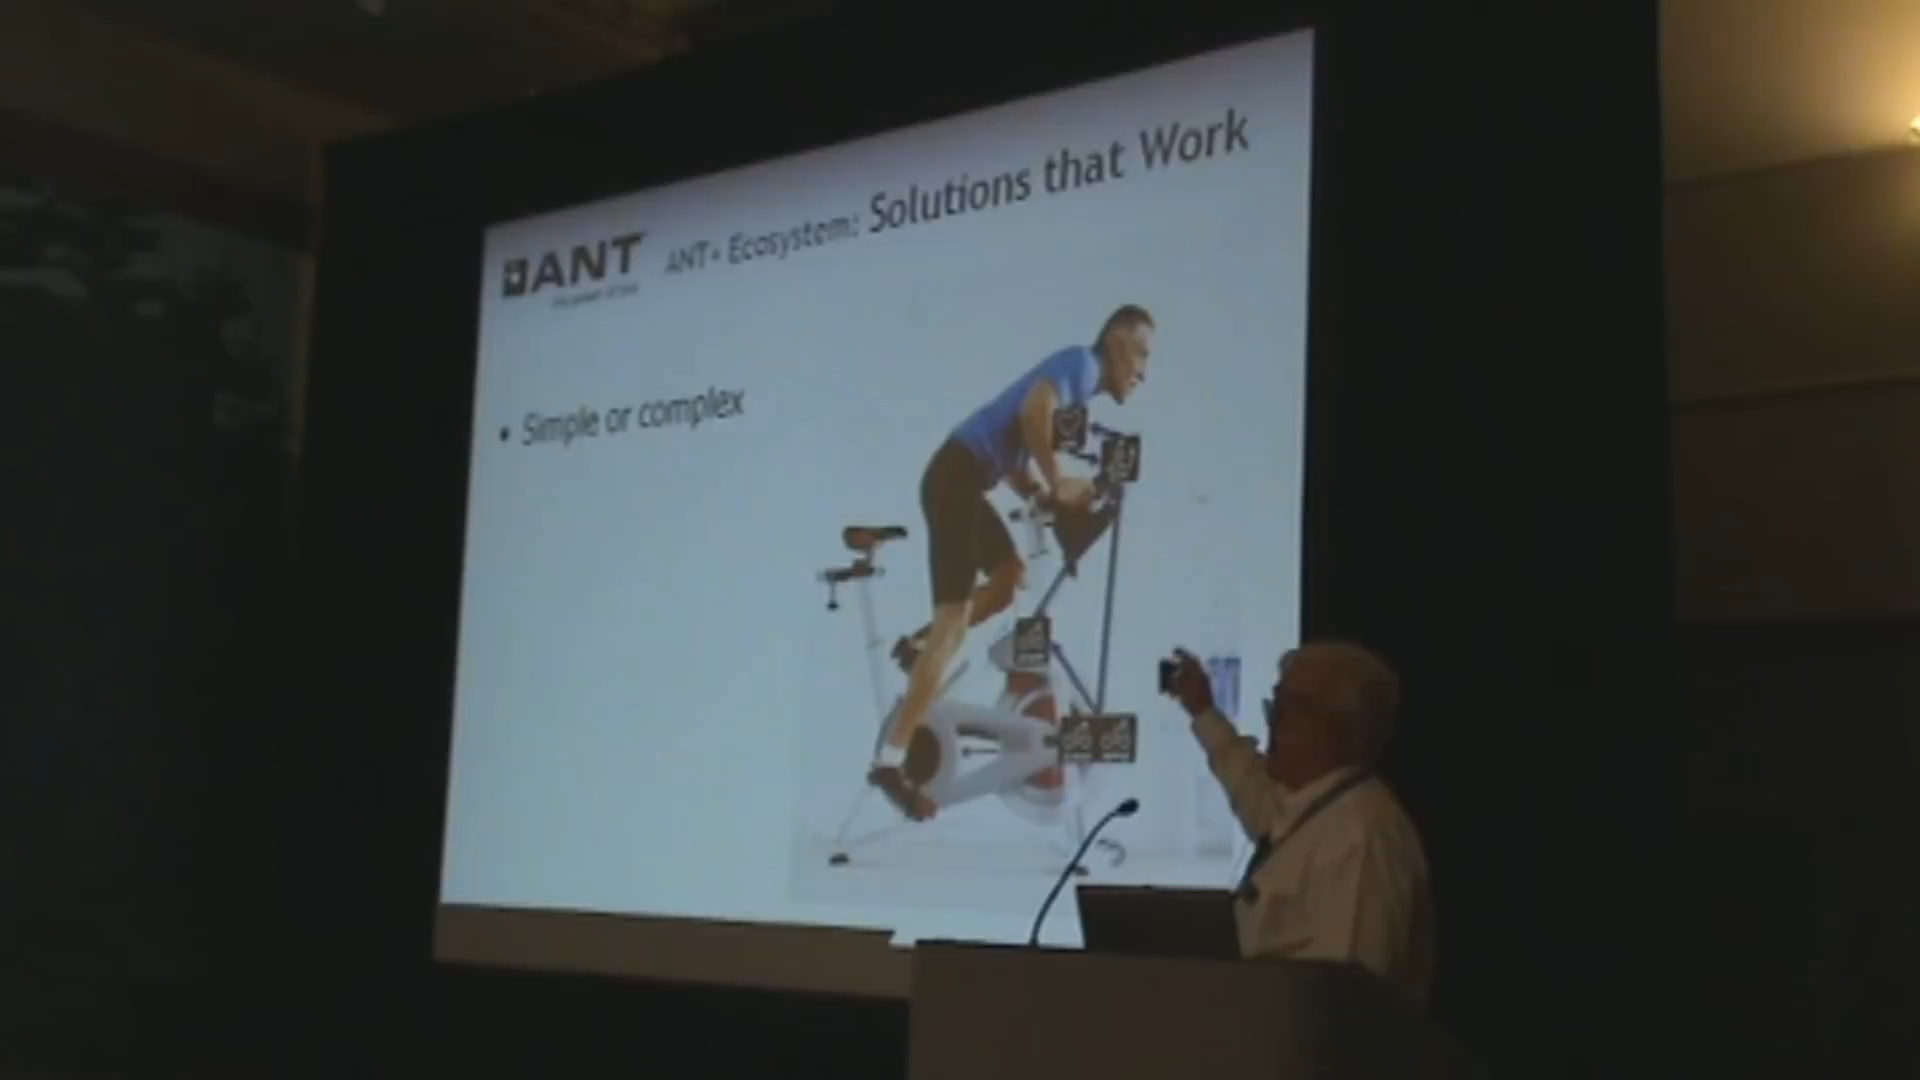 ANT
ANT+ Ecosystem: Solutions that Work
• Simple or complex